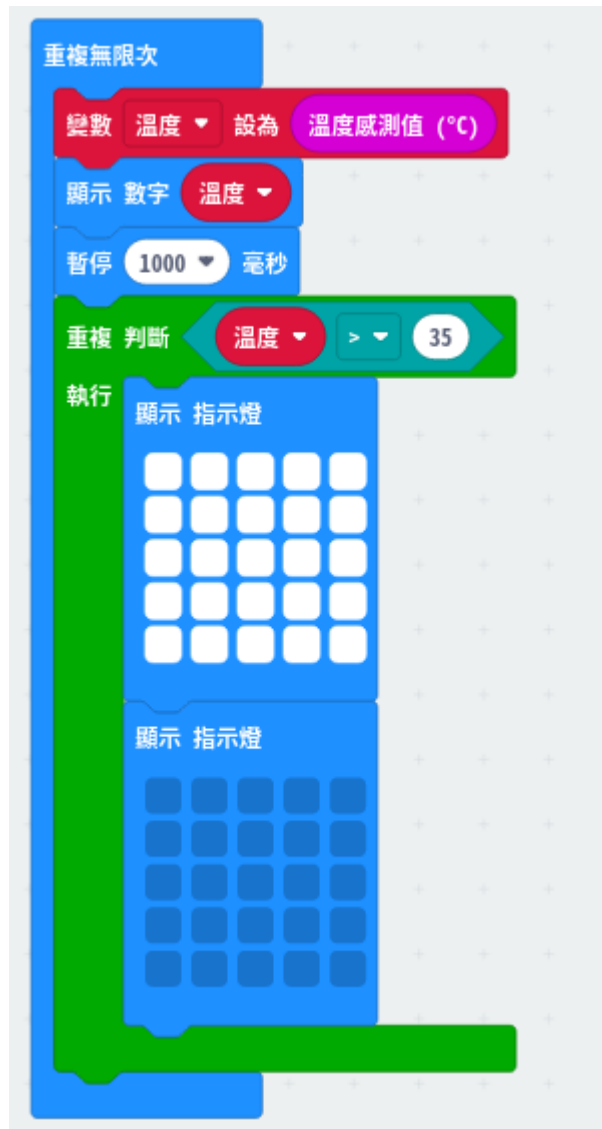 重複無限次
變數 溫度 設為 溫度感測值 (°C)
顯示 數字 溫度
暫停 1000 毫秒
重複 判斷 溫度 > 35
執行
顯示 指示燈
顯示 指示燈